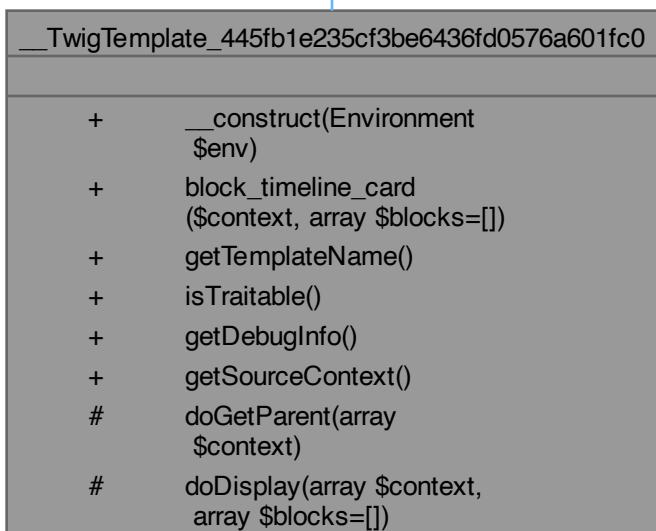 __TwigTemplate_445fb1e235cf3be6436fd0576a601fc0
+ __construct(Environment
$env)
+ block_timeline_card
($context, array $blocks=[])
+ getTemplateName()
+ isTraitable()
+ getDebugInfo()
+ getSourceContext()
# doGetParent(array
$context)
# doDisplay(array $context,
array $blocks=[])